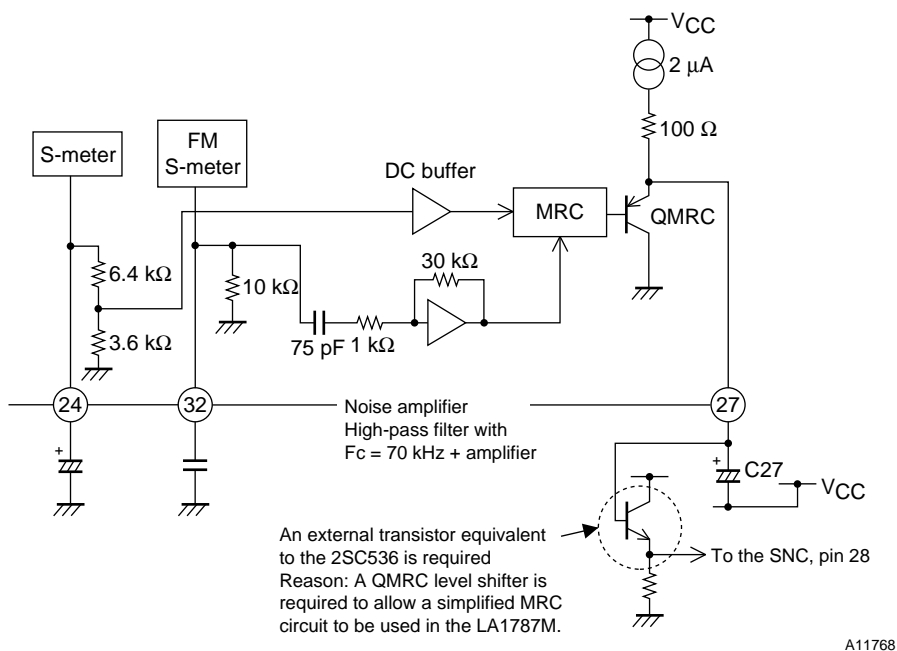 VCC
2 μA
100 Ω
S-meter
FM
S-meter
DC buffer
MRC
QMRC
6.4 kΩ
3.6 kΩ
10 kΩ
30 kΩ
75 pF
1 kΩ
24
32
Noise amplifier
High-pass filter with
Fc = 70 kHz + amplifier
27
+
+
C27
VCC
An external transistor equivalent
to the 2SC536 is required
Reason: A QMRC level shifter is
required to allow a simplified MRC
circuit to be used in the LA1787M.
To the SNC, pin 28
A11768